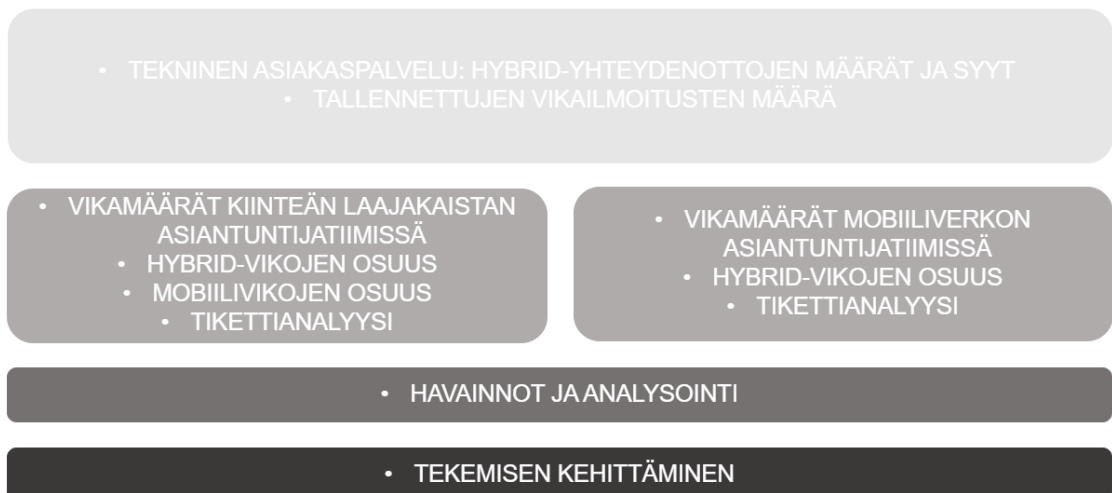 • TEKNINEN ASIAKASPALVELU: HYBRID-YHTEYDENOTTOJEN MÄÄRÄT JA SYYT
• TALLENNETTUJEN VIKAILMOITUSTEN MÄÄRÄ
• VIKAMÄÄRÄT KIINTEÄN LAAJAKAISTAN
ASIANTUNTIJATIIMISSÄ
• HYBRID-VIKOJEN OSUUS
• MOBIILIVIKOJEN OSUUS
• TIKETTIANALYYSI
• VIKAMÄÄRÄT MOBIILIVERKON
ASIANTUNTIJATIIMISSÄ
• HYBRID-VIKOJEN OSUUS
• TIKETTIANALYYSI
• HAVAINNOT JA ANALYSOINTI
• TEKEMISEN KEHITTÄMINEN